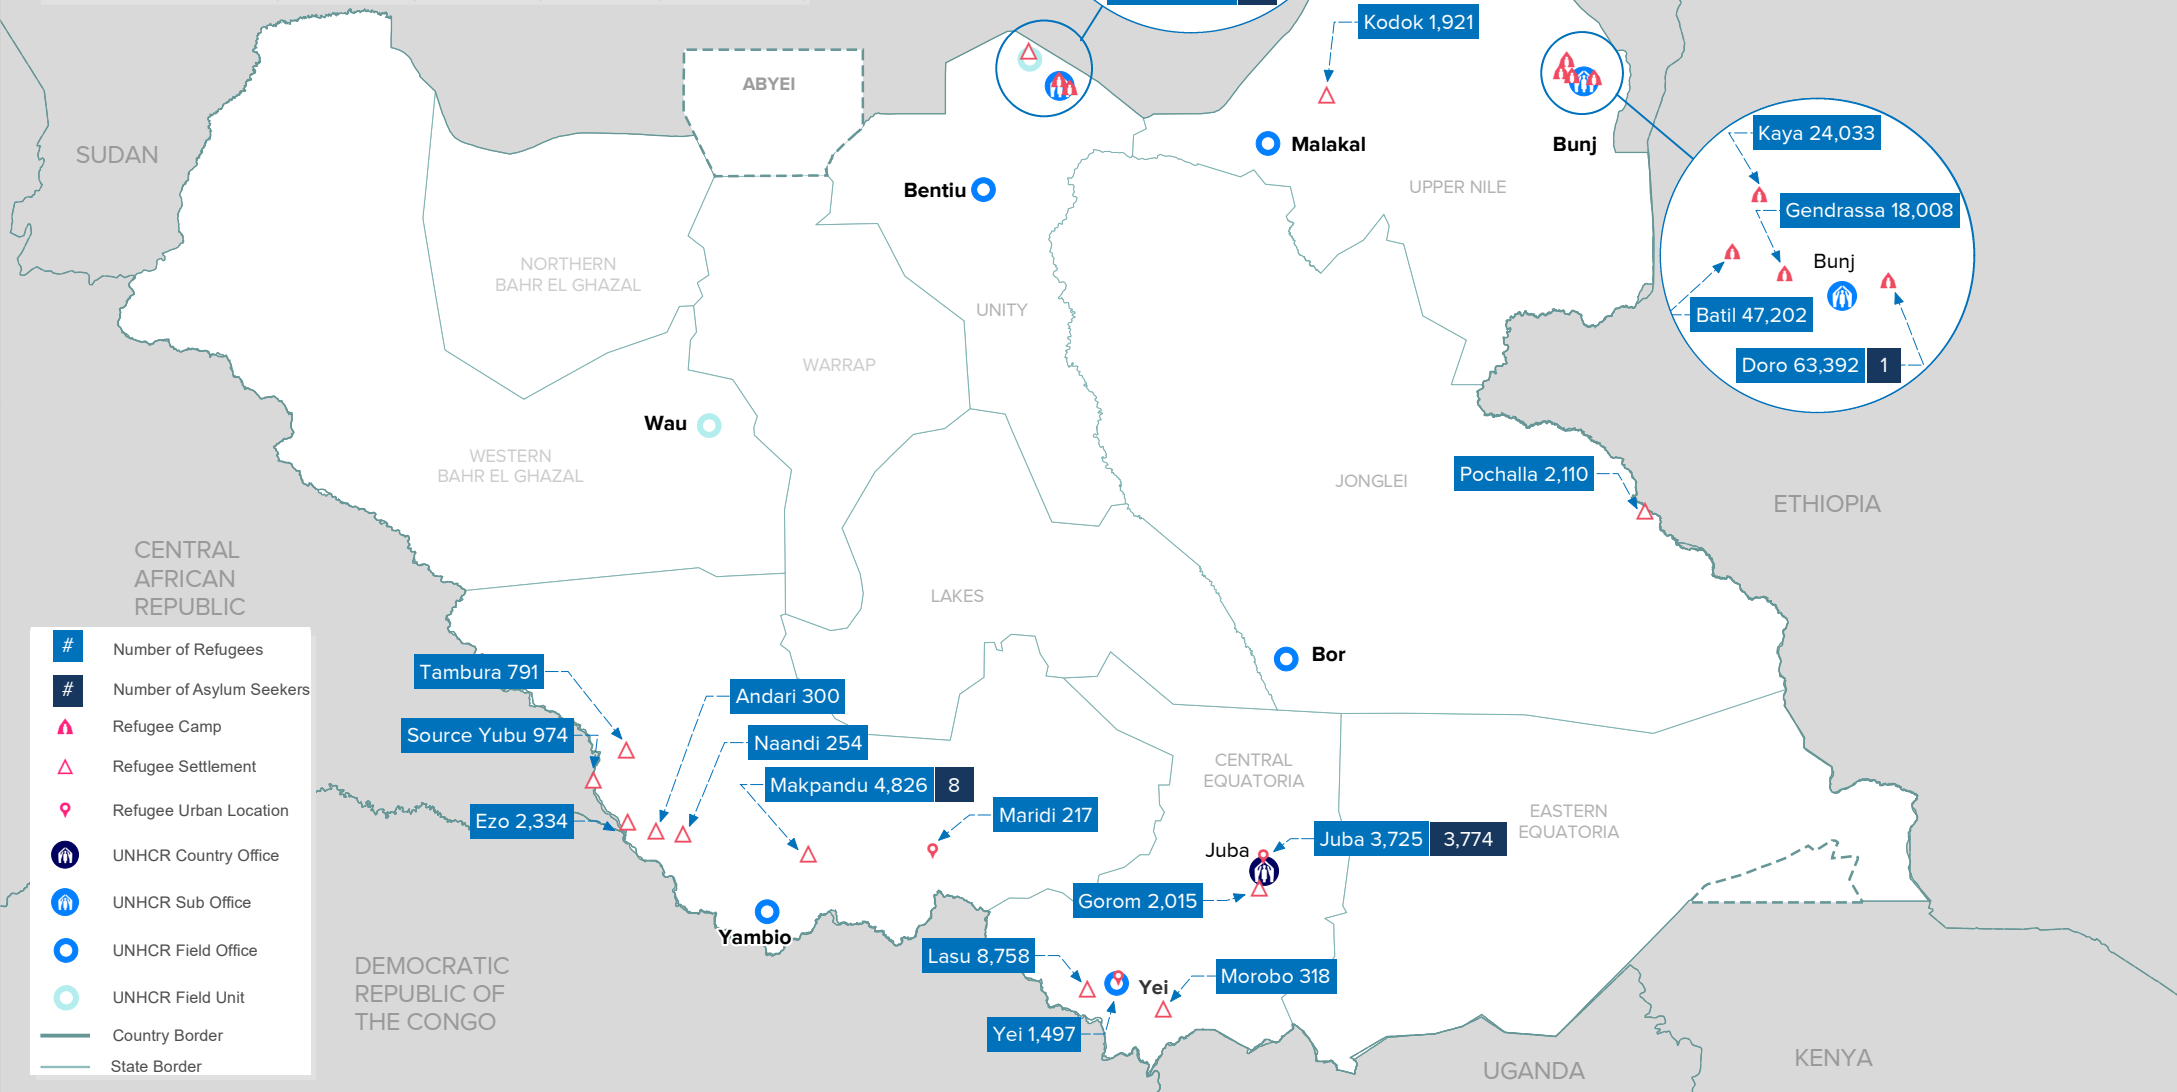 Kodok 1,921
ABYEI
Kaya 24,033
SUDAN
Malakal
Bunj
Bentiu
UPPER NILE
Gendrassa 18,008
Bunj
NORTHERN
BAHR EL GHAZAL
UNITY
Batil 47,202
WARRAP
Doro 63,392 1
Wau
WESTERN
BAHR EL GHAZAL
Pochalla 2,110
JONGLEI
ETHIOPIA
CENTRAL
AFRICAN
REPUBLIC
LAKES
Bor
Tambura 791
Andari 300
Source Yubu 974
Naandi 254
Makpandu 4,826 8
Maridi 217
Ezo 2,334
CENTRAL
EQUATORIA
EASTERN
EQUATORIA
Juba
Juba 3,725 3,774
Gorom 2,015
Yambio
Lasu 8,758
Yei
Morobo 318
Yei 1,497
DEMOCRATIC
REPUBLIC OF
THE CONGO
UGANDA
KENYA
# Number of Refugees
# Number of Asylum Seekers
Refugee Camp
Refugee Settlement
Refugee Urban Location
UNHCR Country Office
UNHCR Sub Office
UNHCR Field Office
UNHCR Field Unit
Country Border
State Border